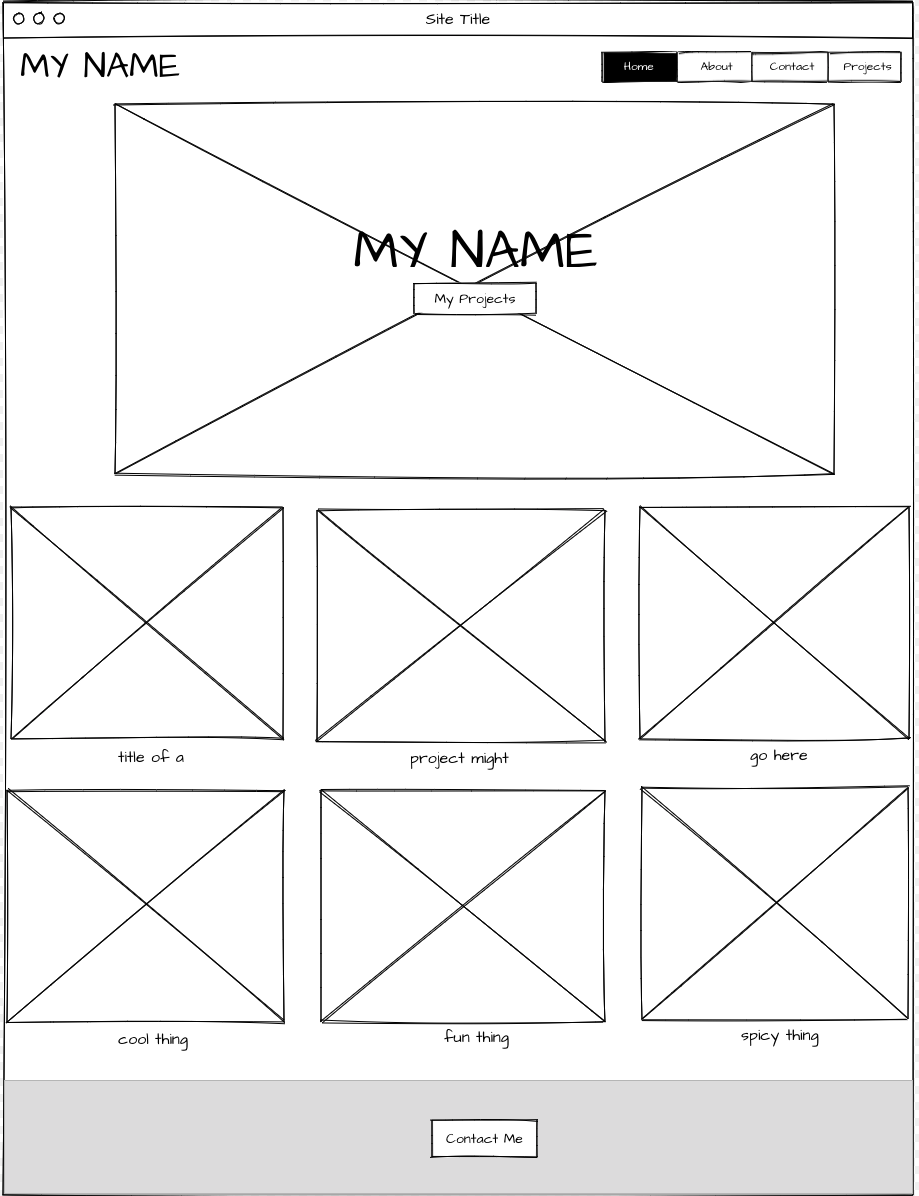 Site Title
MY NAME
Home About Contact Projects
MY NAME
My Projects
title of a
project might
go here
cool thing
fun thing
spicy thing
Contact Me